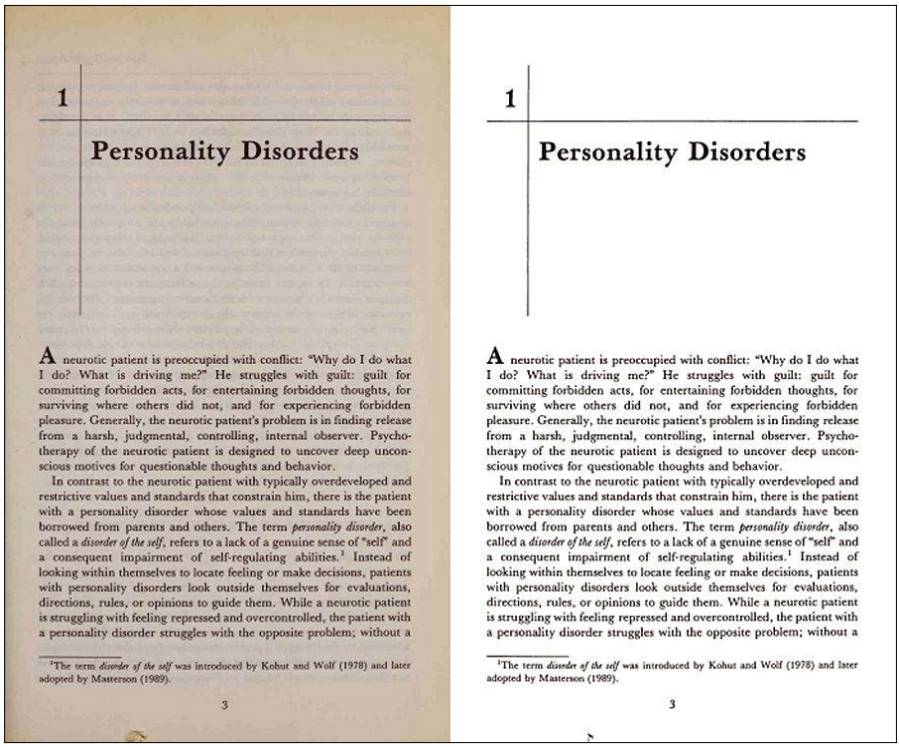 1
Personality Disorders
A neurotic patient is preoccupied with conflict: “Why do I do what
I do? What is driving me?” He struggles with guilt: guilt for
committing forbidden acts, for entertaining forbidden thoughts, for
surviving where others did not, and for experiencing forbidden
pleasure. Generally, the neurotic patient’s problem is in finding release
from a harsh, judgmental, controlling, internal observer. Psycho-
therapy of the neurotic patient is designed to uncover deep uncon-
scious motives for questionable thoughts and behavior.
In contrast to the neurotic patient with typically overdeveloped and
restrictive values and standards that constrain him, there is the patient
with a personality disorder whose values and standards have been
borrowed from parents and others. The term personality disorder, also
called a disorder of the self, refers to a lack of a genuine sense of “self” and
a consequent impairment of self-regulating abilities.¹ Instead of
looking within themselves to locate feeling or make decisions, patients
with personality disorders look outside themselves for evaluations,
directions, rules, or opinions to guide them. While a neurotic patient
is struggling with feeling repressed and overcontrolled, the patient with
a personality disorder struggles with the opposite problem; without a
¹The term disorder of the self was introduced by Kohut and Wolf (1978) and later
adopted by Masterson (1989).
3
1
Personality Disorders
A neurotic patient is preoccupied with conflict: “Why do I do what
I do? What is driving me?” He struggles with guilt: guilt for
committing forbidden acts, for entertaining forbidden thoughts, for
surviving where others did not, and for experiencing forbidden
pleasure. Generally, the neurotic patient’s problem is in finding release
from a harsh, judgmental, controlling, internal observer. Psycho-
therapy of the neurotic patient is designed to uncover deep uncon-
scious motives for questionable thoughts and behavior.
In contrast to the neurotic patient with typically overdeveloped and
restrictive values and standards that constrain him, there is the patient
with a personality disorder whose values and standards have been
borrowed from parents and others. The term personality disorder, also
called a disorder of the self, refers to a lack of a genuine sense of “self” and
a consequent impairment of self-regulating abilities.¹ Instead of
looking within themselves to locate feeling or make decisions, patients
with personality disorders look outside themselves for evaluations,
directions, rules, or opinions to guide them. While a neurotic patient
is struggling with feeling repressed and overcontrolled, the patient with
a personality disorder struggles with the opposite problem; without a
¹The term disorder of the self was introduced by Kohut and Wolf (1978) and later
adopted by Masterson (1989).
3